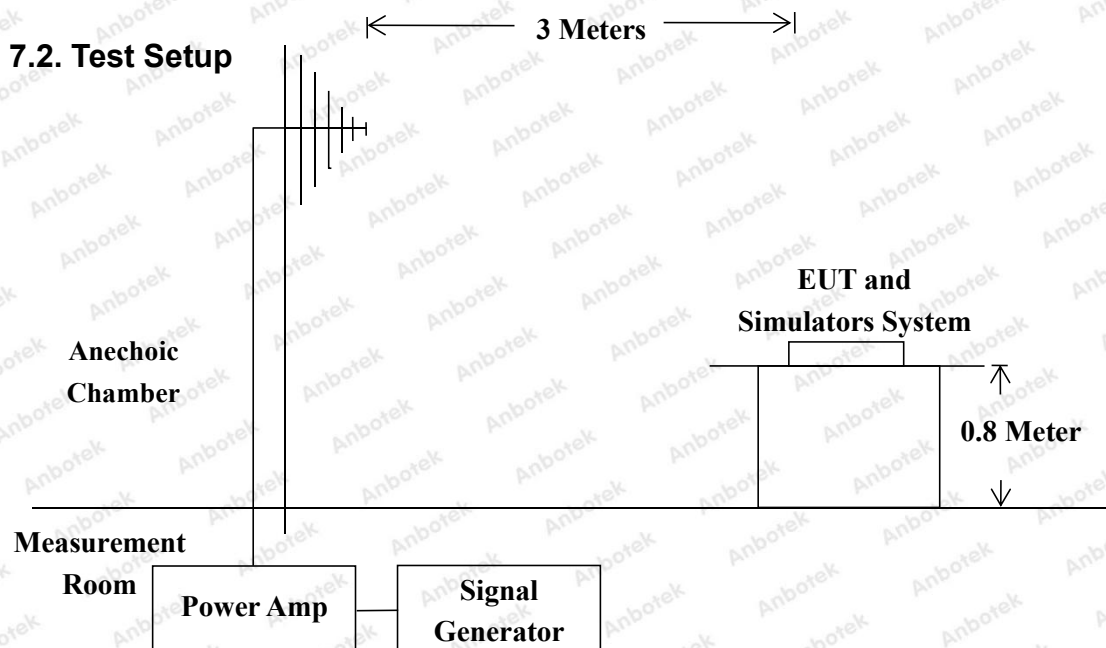 7.2. Test Setup
3 Meters
EUT and
Simulators System
Anechoic
Chamber
0.8 Meter
Measurement
Room
Power Amp
Signal
Generator
Anbotek